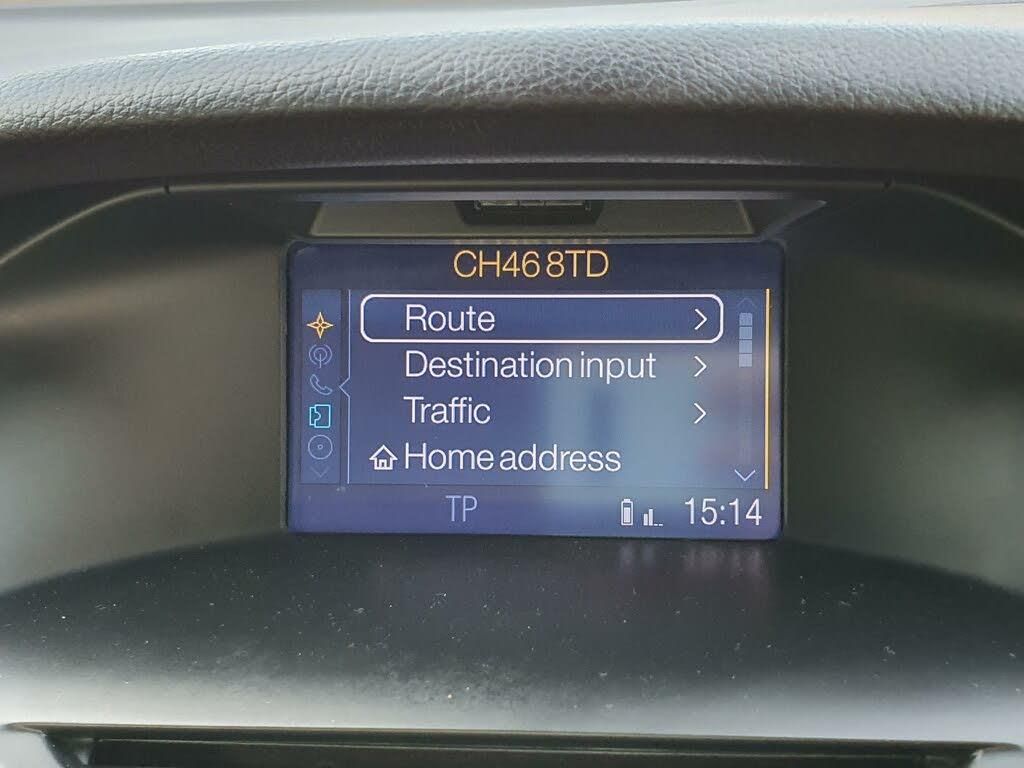 CH46 8TD
Route
Destination input
Traffic
Home address
TP 15:14